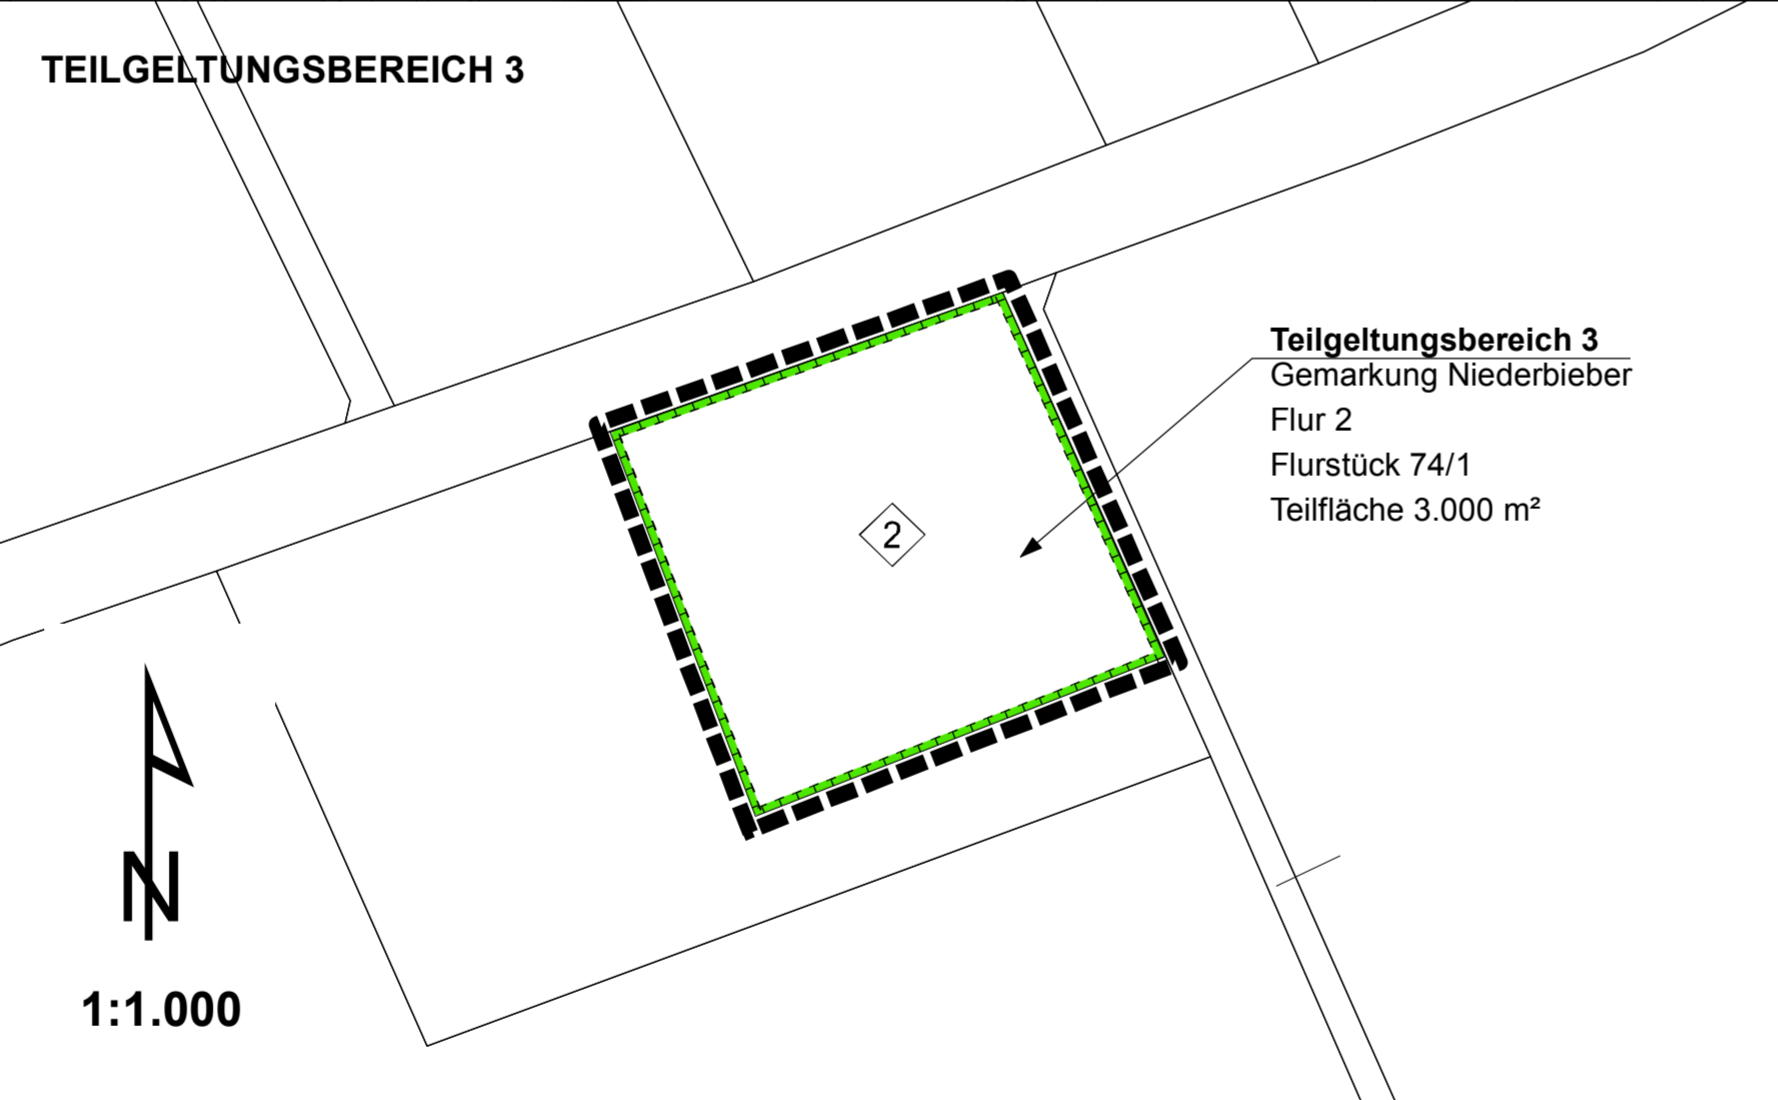 TEILGELTUNGSBEREICH 3
Teilgeltungsbereich 3
Gemarkung Niederbieber
Flur 2
Flurstück 74/1
Teilfläche 3.000 m²
2
N
1:1.000